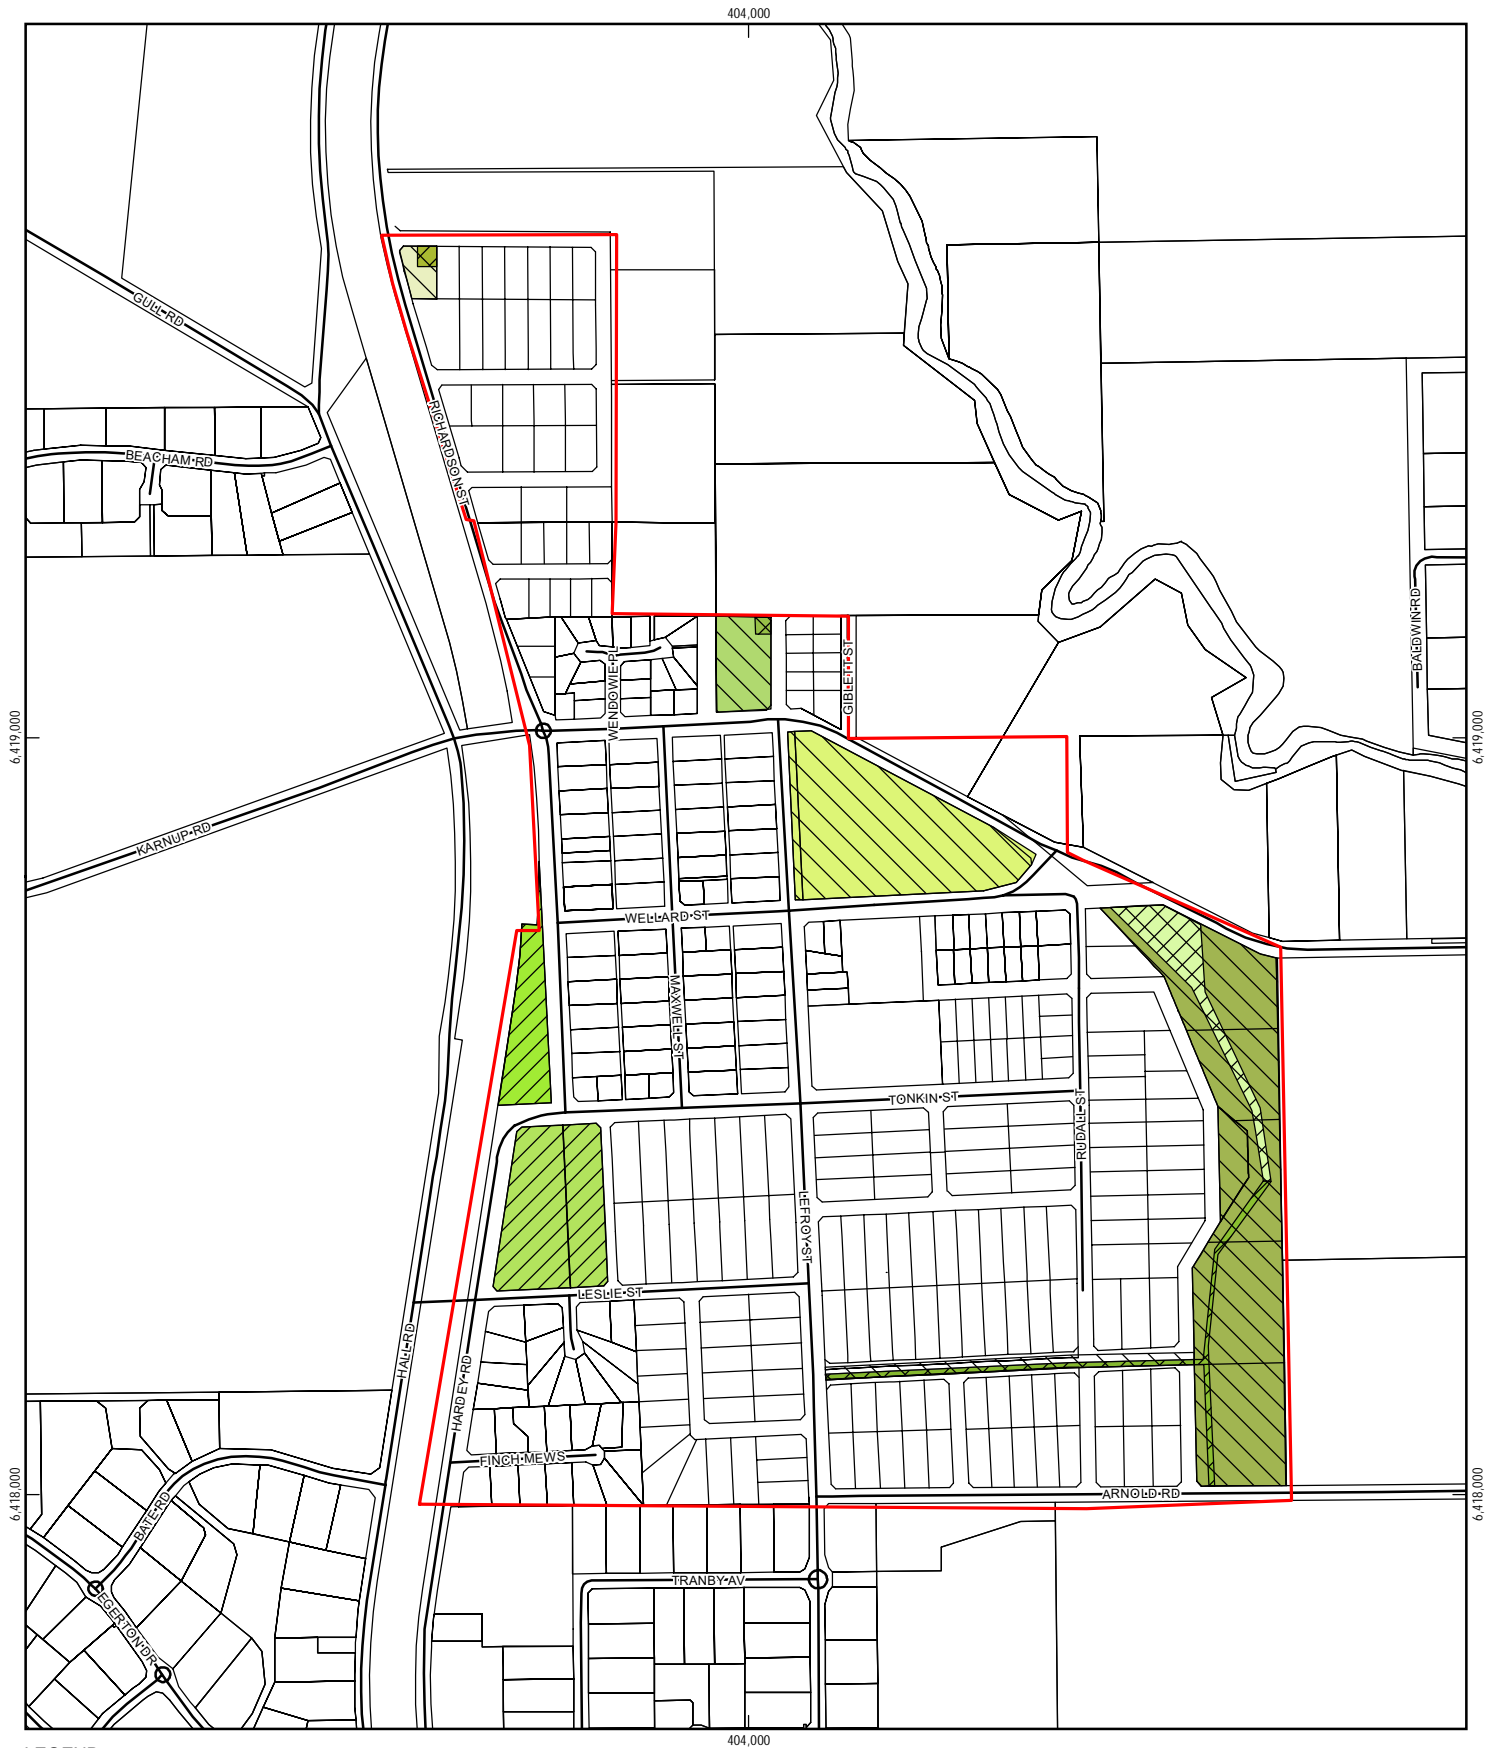 404,000
GULL RD
RICHARDSON ST
BEACHAM RD
BALDWIN RD
WENDOWIE PL
GIBLETT ST
6,419,000
6,419,000
KARNUP RD
WELLARD ST
MAXWELL ST
TONKIN ST
RUDALL ST
LEFROY ST
LESLIE ST
HALL RD
HARDEY RD
FINCH MEWS
6,418,000
6,418,000
ARNOLD RD
BATE RD
TRANBY AV
EGERTON DR
404,000